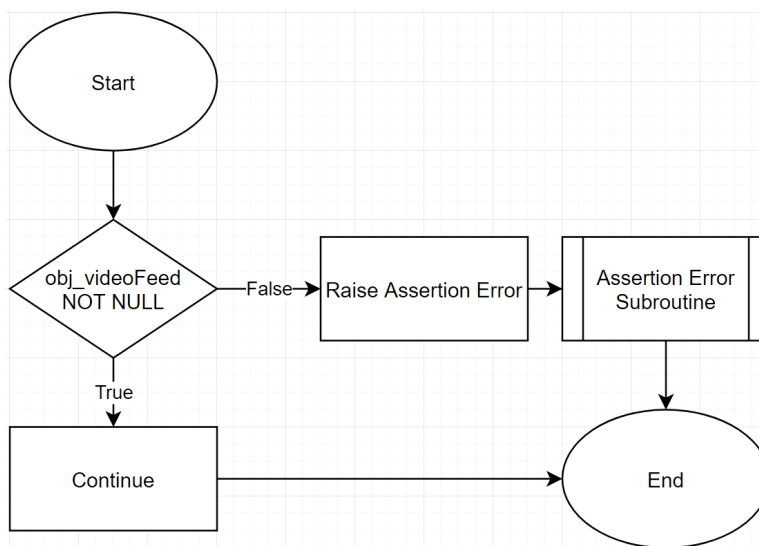 Start
obj_videoFeed
NOT NULL
False
Raise Assertion Error
Assertion Error
Subroutine
True
Continue
End